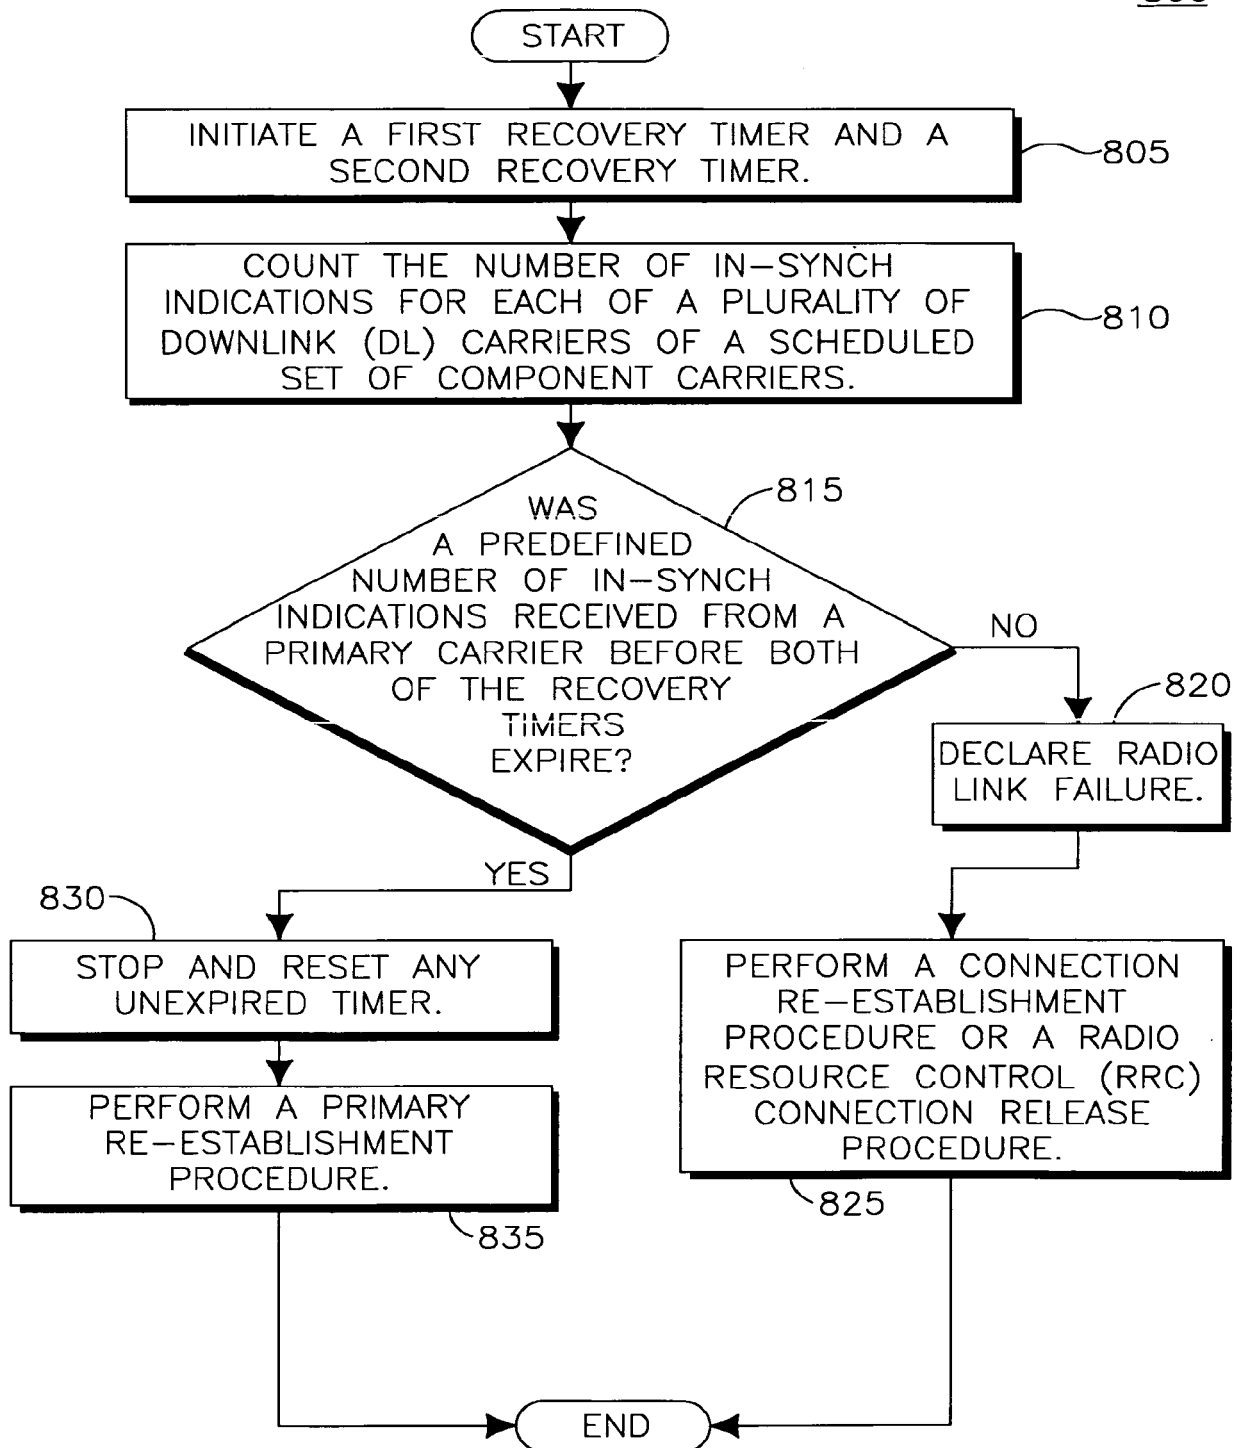 START
INITIATE A FIRST RECOVERY TIMER AND A
SECOND RECOVERY TIMER.
805
COUNT THE NUMBER OF IN-SYNCH
INDICATIONS FOR EACH OF A PLURALITY OF
DOWNLINK (DL) CARRIERS OF A SCHEDULED
SET OF COMPONENT CARRIERS.
810
815
WAS
A PREDEFINED
NUMBER OF IN-SYNCH
INDICATIONS RECEIVED FROM A
PRIMARY CARRIER BEFORE BOTH
OF THE RECOVERY
TIMERS
EXPIRE?
NO
820
DECLARE RADIO
LINK FAILURE.
YES
830
STOP AND RESET ANY
UNEXPIRED TIMER.
PERFORM A CONNECTION
RE-ESTABLISHMENT
PROCEDURE OR A RADIO
RESOURCE CONTROL (RRC)
CONNECTION RELEASE
PROCEDURE.
825
PERFORM A PRIMARY
RE-ESTABLISHMENT
PROCEDURE.
835
END